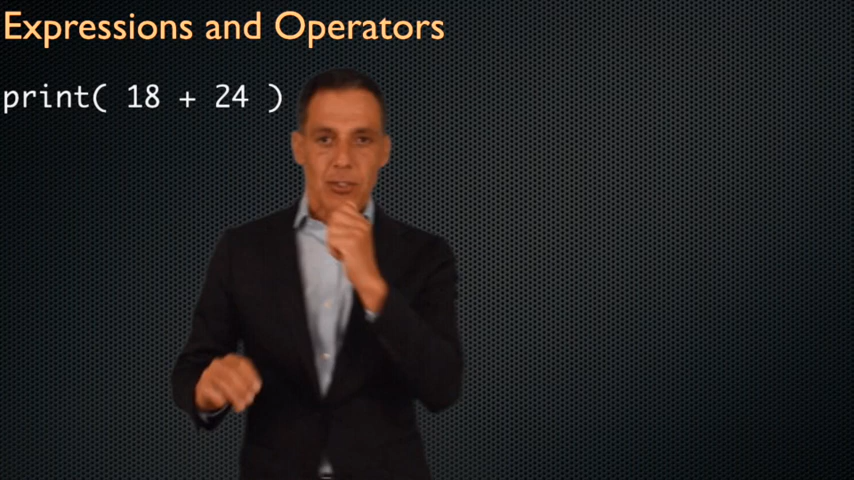 Expressions and Operators
print( 18 + 24 )